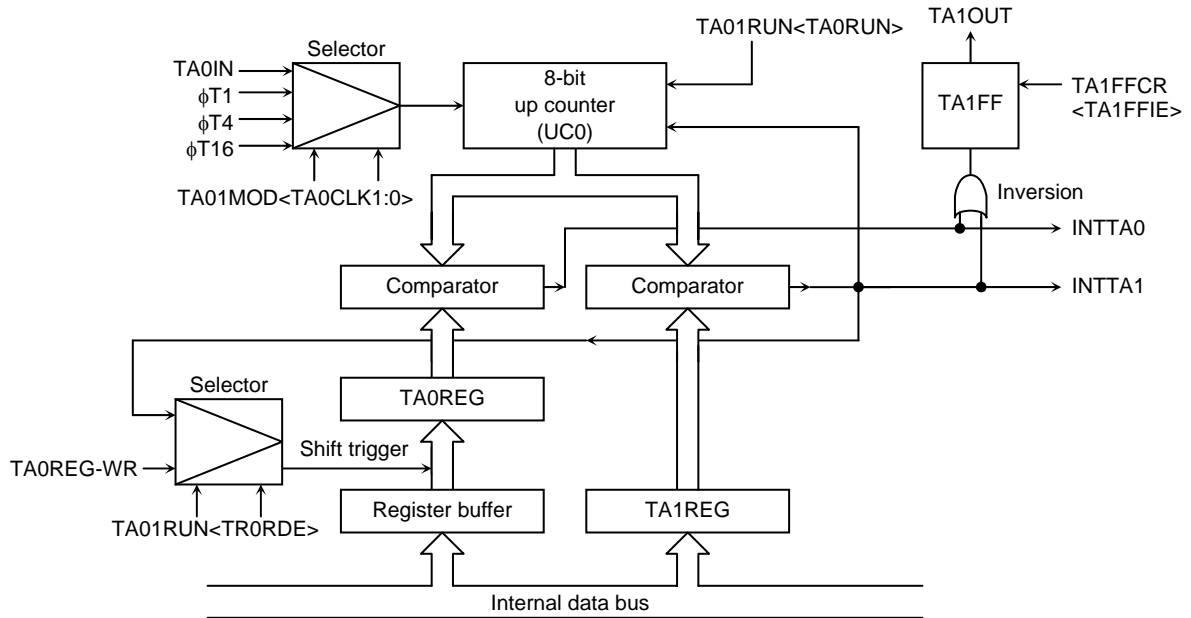 TA1OUT
TA01RUN<TA0RUN>
Selector
TA0IN
ϕT1
ϕT4
ϕT16
8-bit
up counter
(UC0)
TA1FF
TA1FFCR
<TA1FFIE>
TA01MOD<TA0CLK1:0>
Inversion
INTTA0
Comparator
Comparator
INTTA1
Selector
TA0REG
Shift trigger
TA0REG-WR
Register buffer
TA1REG
TA01RUN<TR0RDE>
Internal data bus